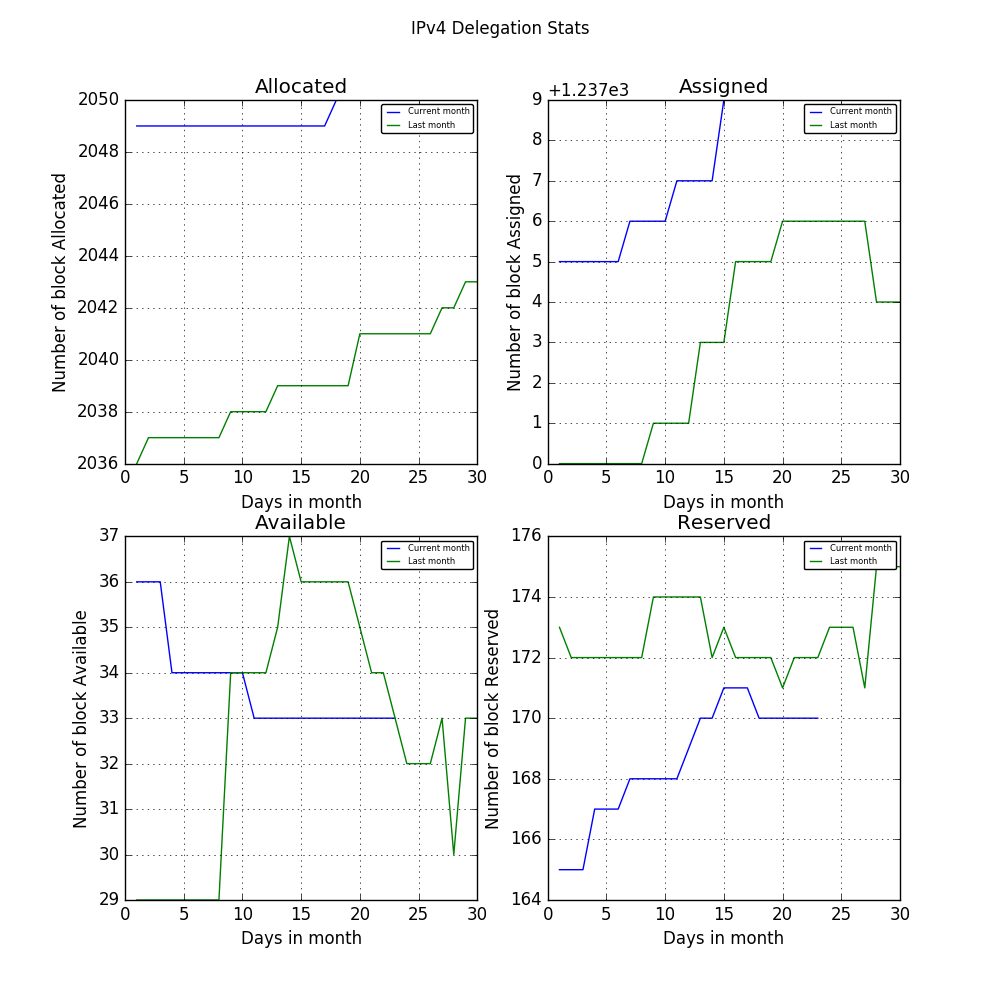 IPv4 Delegation Stats
Allocated
Number of block Allocated
2050
2048
2046
2044
2042
2040
2038
2036
0 5 10 15 20 25 30
Days in month
Current month
Last month
Assigned
+1.237e3
Number of block Assigned
9
8
7
6
5
4
3
2
1
0
0 5 10 15 20 25 30
Days in month
Current month
Last month
Available
Number of block Available
37
36
35
34
33
32
31
30
29
0 5 10 15 20 25 30
Days in month
Current month
Last month
Reserved
Number of block Reserved
176
174
172
170
168
166
164
0 5 10 15 20 25 30
Days in month
Current month
Last month